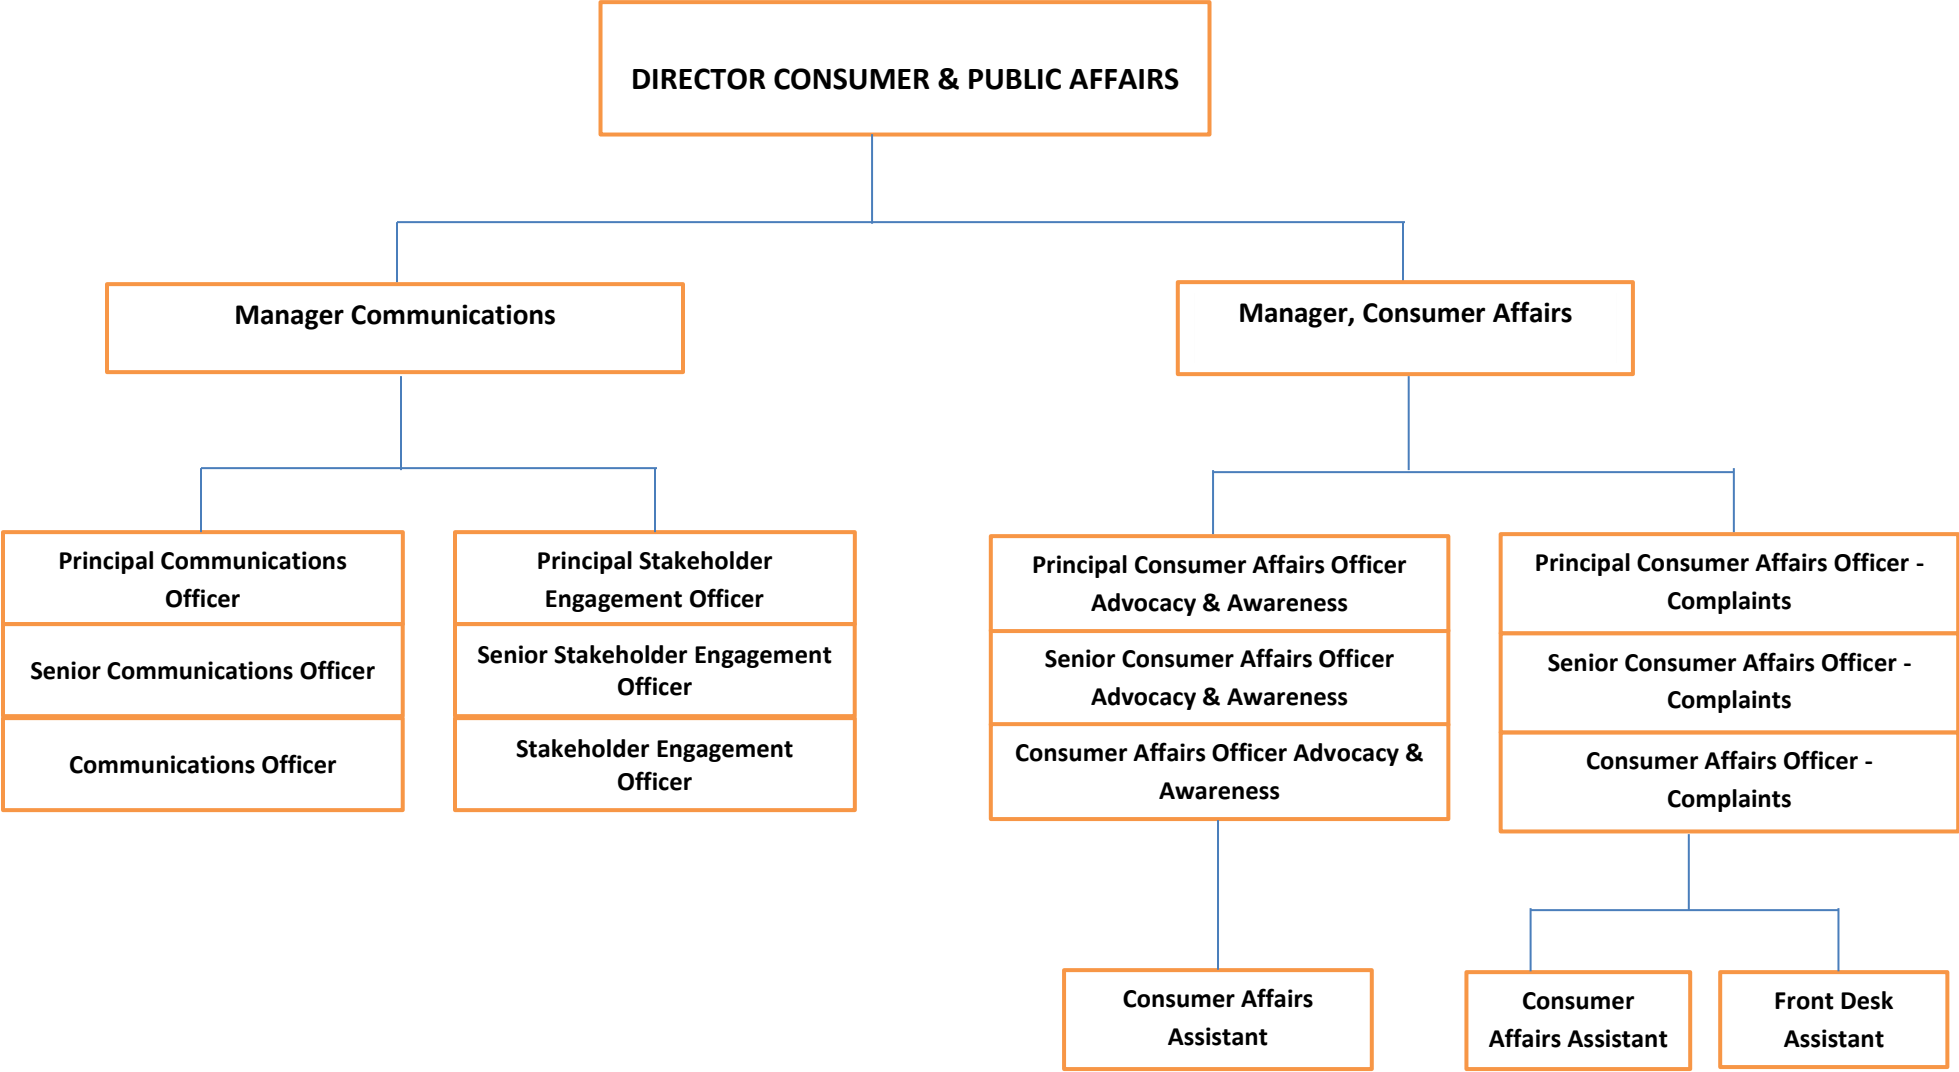 DIRECTOR CONSUMER & PUBLIC AFFAIRS
Manager Communications
Manager, Consumer Affairs
Principal Communications
Officer
Senior Communications Officer
Communications Officer
Principal Stakeholder
Engagement Officer
Senior Stakeholder Engagement
Officer
Stakeholder Engagement
Officer
Principal Consumer Affairs Officer
Advocacy & Awareness
Senior Consumer Affairs Officer
Advocacy & Awareness
Consumer Affairs Officer Advocacy &
Awareness
Principal Consumer Affairs Officer -
Complaints
Senior Consumer Affairs Officer -
Complaints
Consumer Affairs Officer -
Complaints
Consumer Affairs
Assistant
Consumer
Affairs Assistant
Front Desk
Assistant